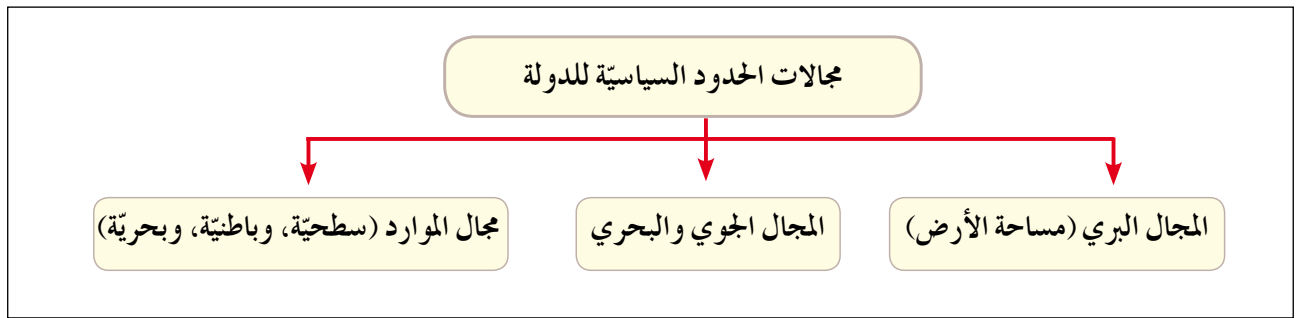 مجالات الحدود السياسيّة للدولة
المجال البري (مساحة الأرض)
المجال الجوي والبحري
مجال الموارد (سطحيّة، وباطنيّة، وبحريّة)